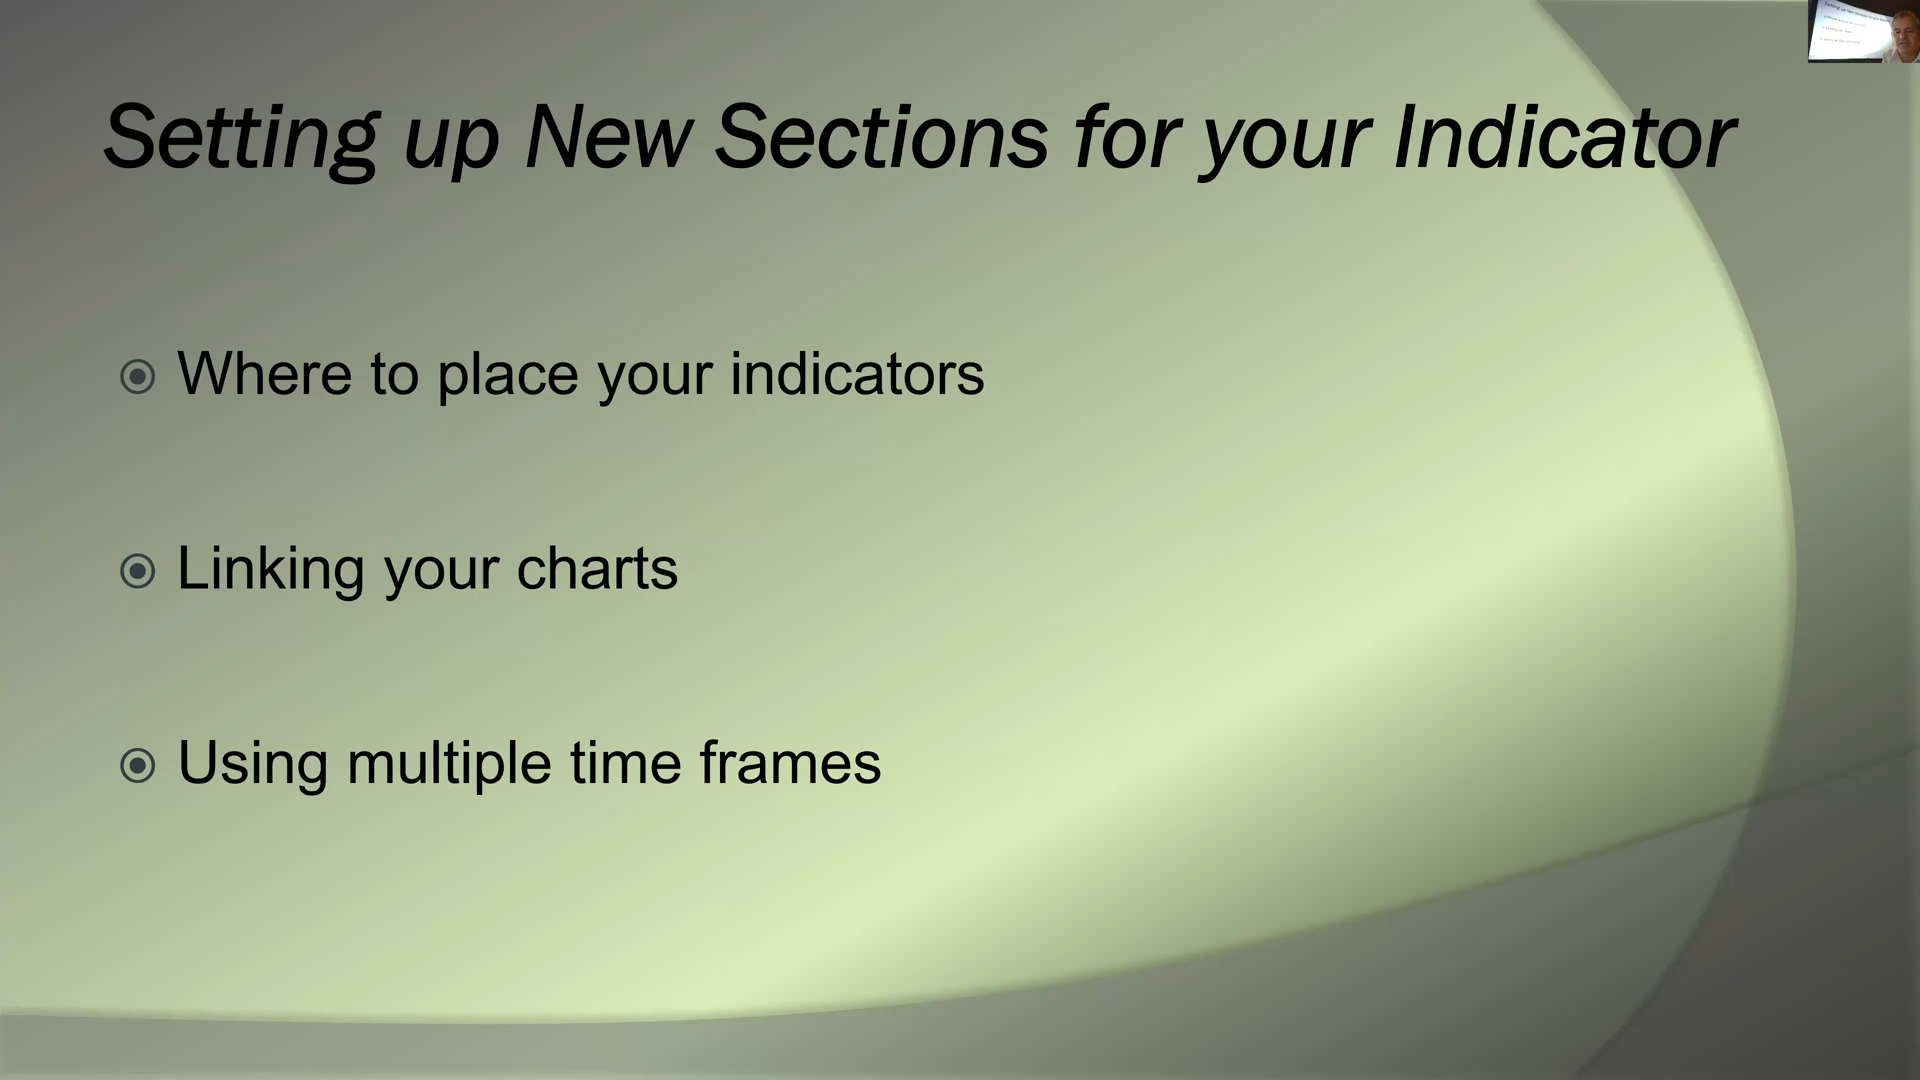 Setting up New Sections for your Indicator
Where to place your indicators
Linking your charts
Using multiple time frames